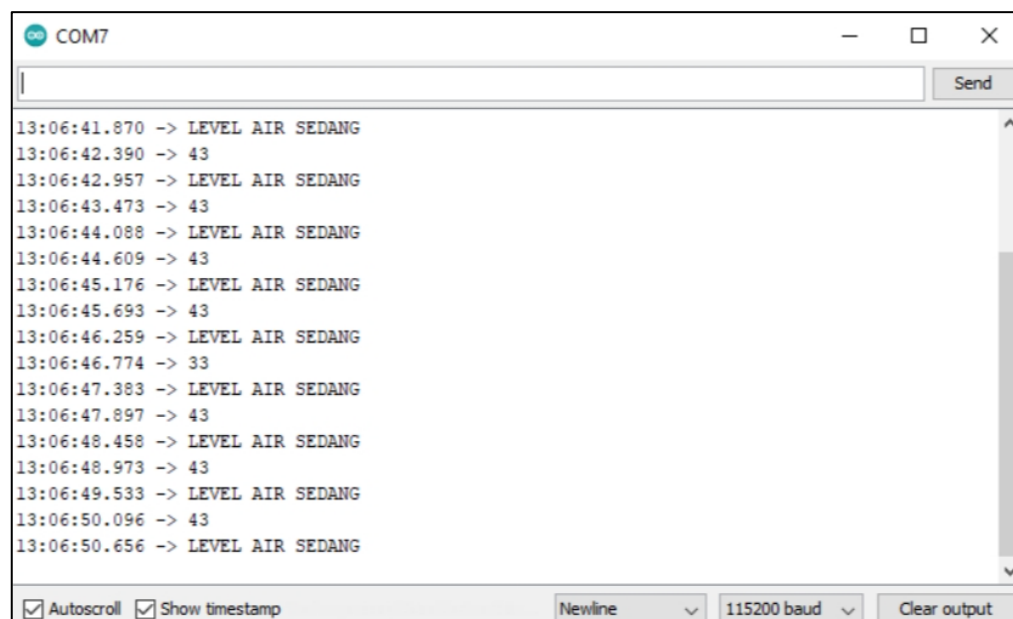 COM7
Send
13:06:41.870 -> LEVEL AIR SEDANG
13:06:42.390 -> 43
13:06:42.957 -> LEVEL AIR SEDANG
13:06:43.473 -> 43
13:06:44.088 -> LEVEL AIR SEDANG
13:06:44.609 -> 43
13:06:45.176 -> LEVEL AIR SEDANG
13:06:45.693 -> 43
13:06:46.259 -> LEVEL AIR SEDANG
13:06:46.774 -> 33
13:06:47.383 -> LEVEL AIR SEDANG
13:06:47.897 -> 43
13:06:48.458 -> LEVEL AIR SEDANG
13:06:48.973 -> 43
13:06:49.533 -> LEVEL AIR SEDANG
13:06:50.096 -> 43
13:06:50.656 -> LEVEL AIR SEDANG
Autoscroll Show timestamp Newline 115200 baud Clear output